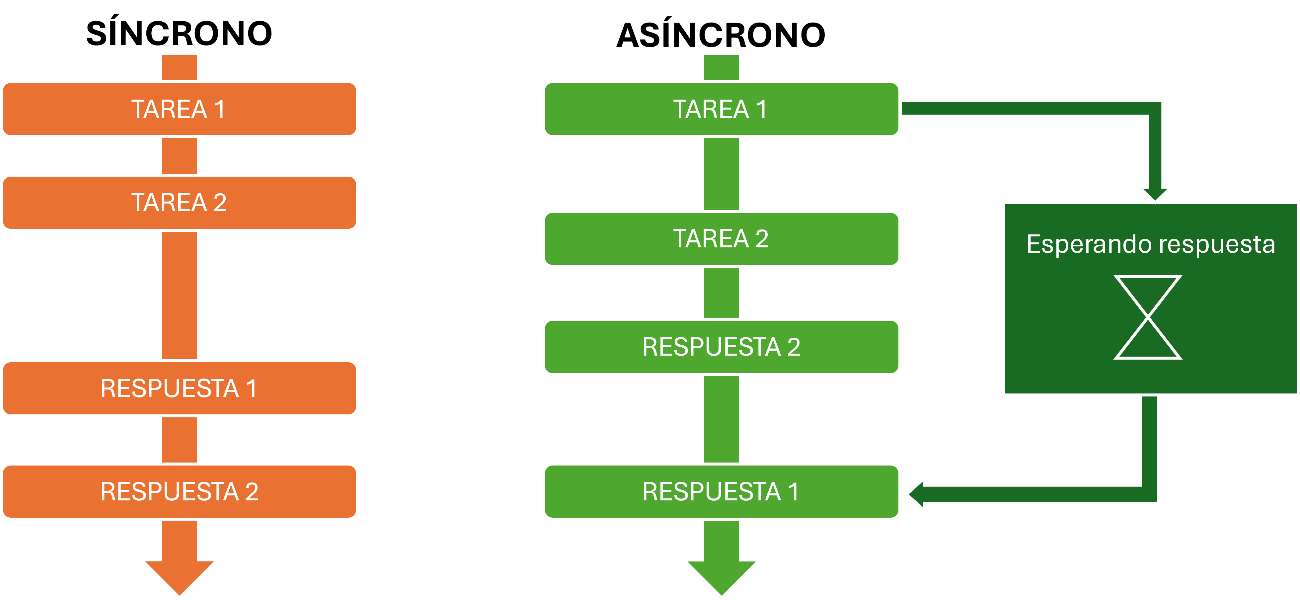 SÍNCRONO
TAREA 1
TAREA 2
RESPUESTA 1
RESPUESTA 2
ASÍNCRONO
TAREA 1
TAREA 2
RESPUESTA 2
RESPUESTA 1
Esperando respuesta